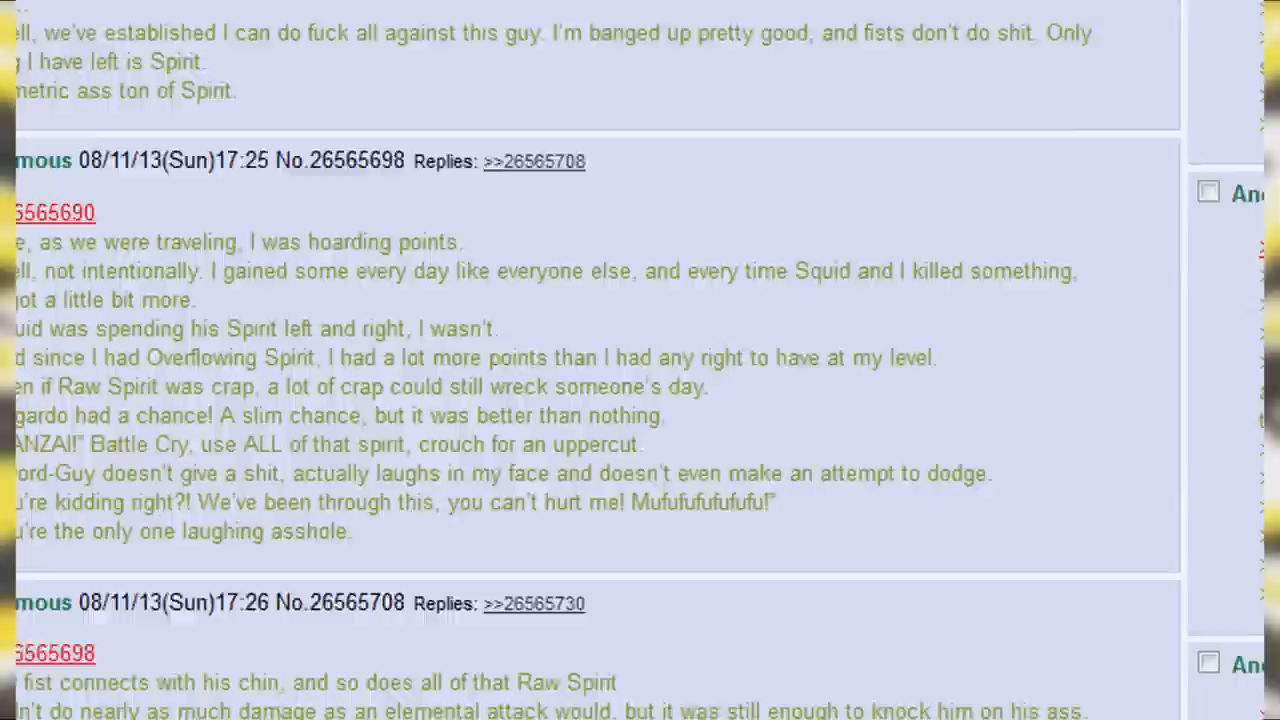 ell, we've established I can do fuck all against this guy. I'm banged up pretty good, and fists don't do shit. Only
g I have left is Spirit.
metric ass ton of Spirit.
mous 08/11/13(Sun)17:25 No.26565698 Replies: >>26565708
6565690
e, as we were traveling, I was hoarding points.
ell, not intentionally. I gained some every day like everyone else, and every time Squid and I killed something,
got a little bit more.
uid was spending his Spirit left and right, I wasn't.
d since I had Overflowing Spirit, I had a lot more points than I had any right to have at my level.
en if Raw Spirit was crap, a lot of crap could still wreck someone's day.
gardo had a chance! A slim chance, but it was better than nothing.
ANZAI!" Battle Cry, use ALL of that spirit, crouch for an uppercut.
ord-Guy doesn't give a shit, actually laughs in my face and doesn't even make an attempt to dodge.
u're kidding right?! We've been through this, you can't hurt me! Mufufufufufufu!"
u're the only one laughing asshole.
mous 08/11/13(Sun)17:26 No.26565708 Replies: >>26565730
6565698
fist connects with his chin, and so does all of that Raw Spirit
n't do nearly as much damage as an elemental attack would, but it was still enough to knock him on his ass.
An
An